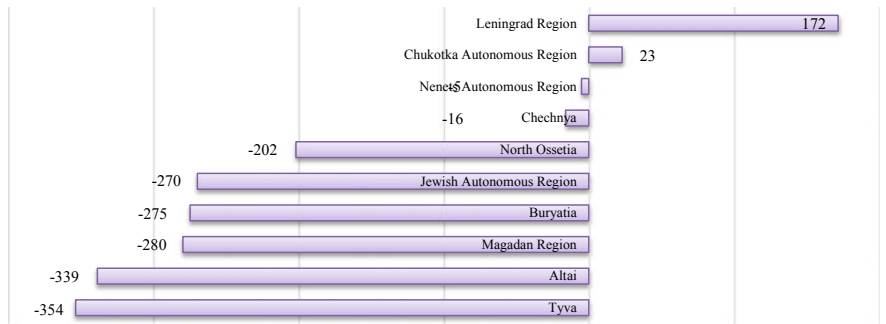 Leningrad Region 172
Chukotka Autonomous Region 23
Nenets Autonomous Region -5
Chechnya -16
-202 North Ossetia
-270 Jewish Autonomous Region
-275 Buryatia
-280 Magadan Region
-339 Altai
-354 Tyva